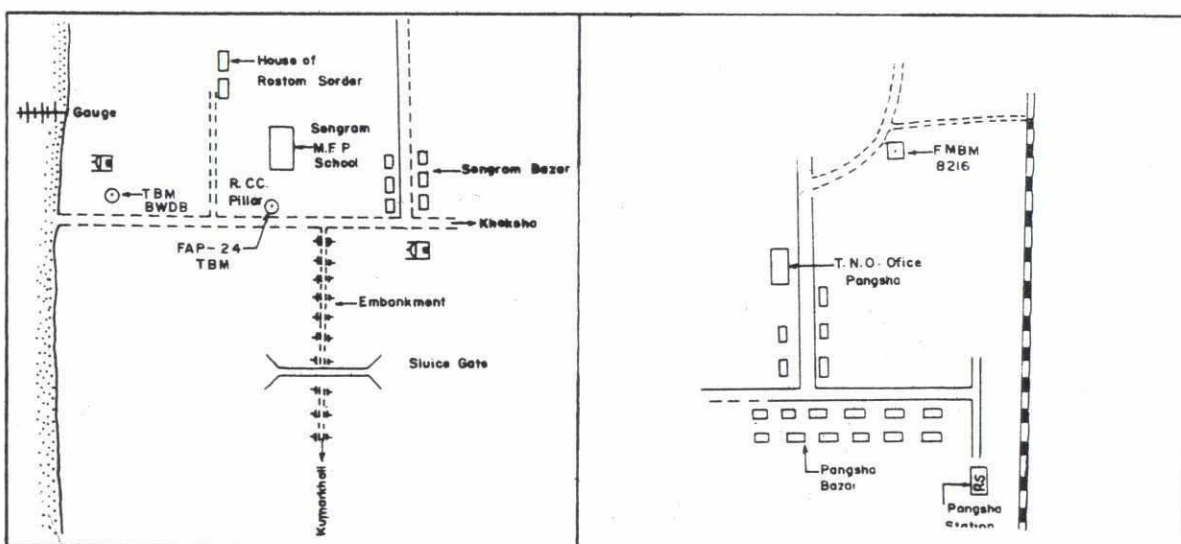 House of
Rostom Sorder
Gauge
Sengram
M.F P
School
Sengram Bazar
TBM
BWDB
R.CC.
Pillar
Khoksha
FAP-24
TBM
Embankment
Sluice Gate
Kumarkhali
FMBM
8216
T.N.O. Ofice
Pangsha
Pangsha
Bazar
RS
Pangsha
Station